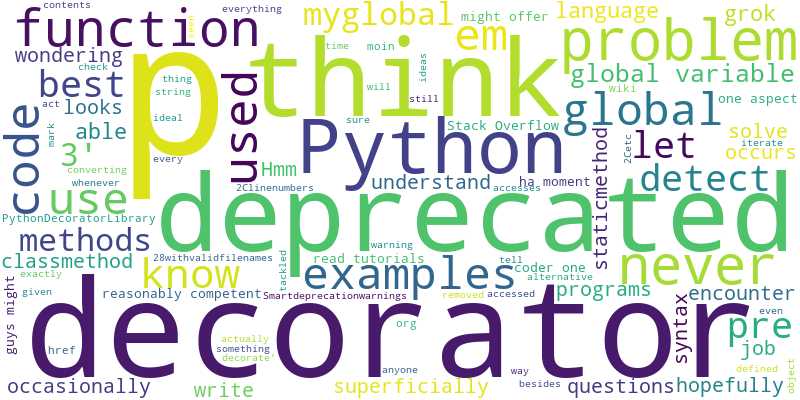 contents
everything
seen
function
myglobal
might offer
language
grok
p
think
em
problem
time
moin
wondering
check
thing
string
best
used
will
ideas
global variable
wiki
looks
code
act
ideal
still
global
one aspect
able
mark
sure
Python
Stack Overflow
let
solve
occurs
3'
converting
every
Hmm
understand
ha moment
staticmethod
2Cetc
iterate
detect
use
whenever
2Clinenumbers
accesses
deprecated
PythonDecoratorLibrary
methods
warning
never
classmethod
28withvalidfilenames
tackled
read tutorials
tell
coder one
know
examples
alternative
programs
reasonably competent
Smartdeprecationwarnings
accessed
removed
encounter
decorator
guys might
org
pre
syntax
href
actually
something
decorate'
way
even
job
defined
object
anyone
occasionally
exactly
given
write
superficially
besides
questions
hopefully